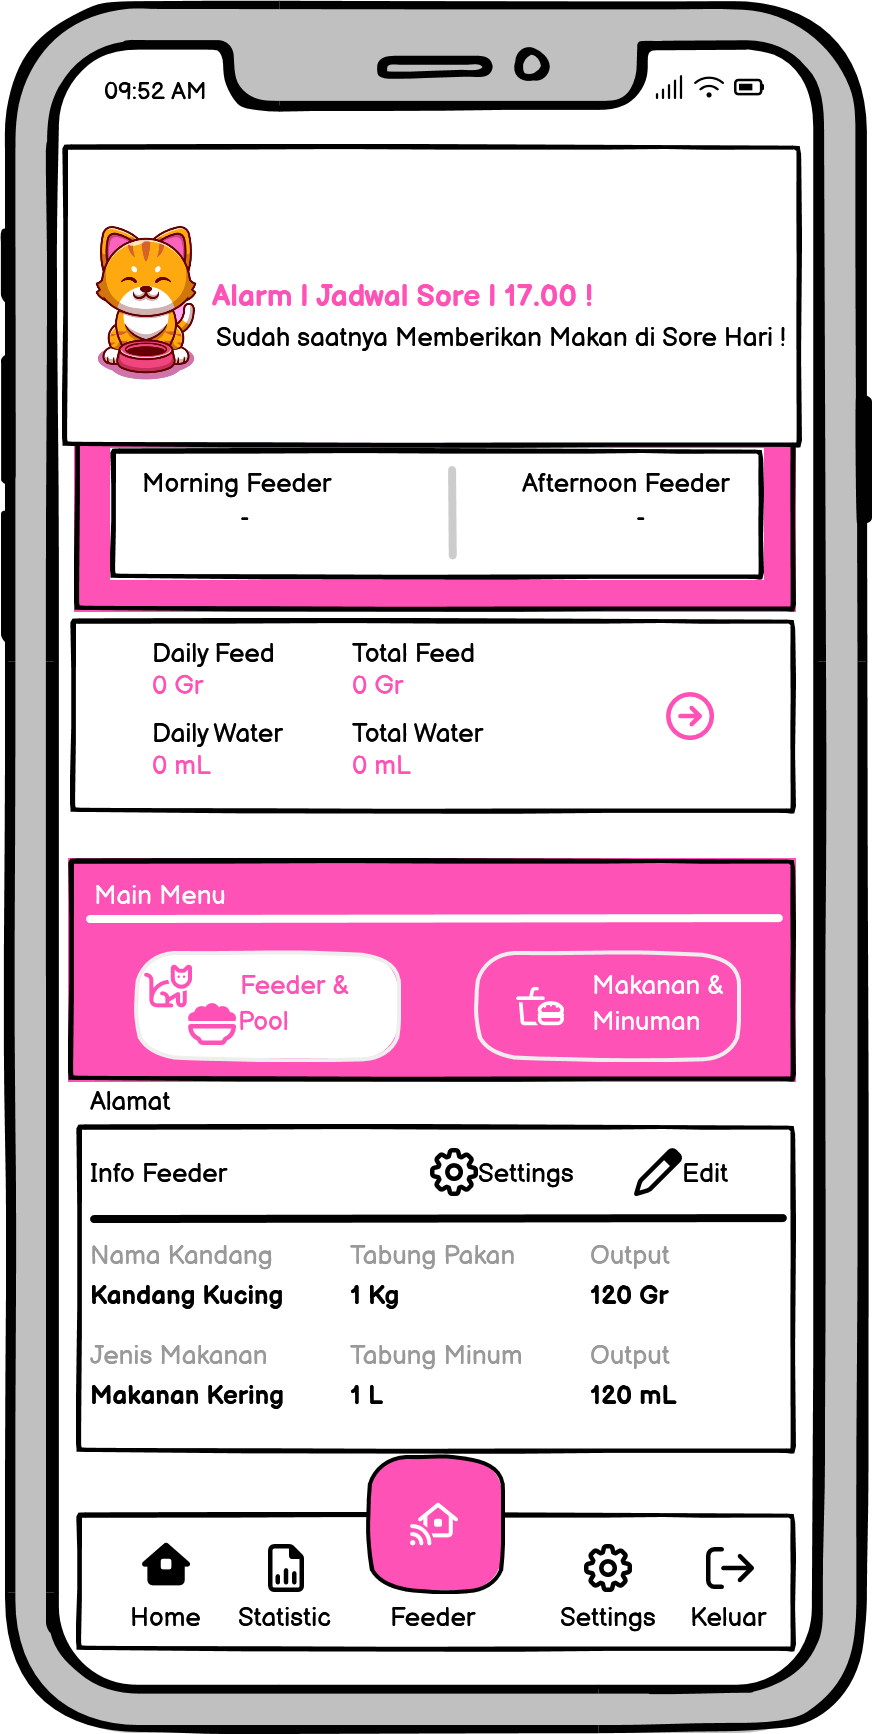 09:52 AM
Alarm | Jadwal Sore | 17.00 !
Sudah saatnya Memberikan Makan di Sore Hari !
Morning Feeder
-
Afternoon Feeder
-
Daily Feed
0 Gr
Total Feed
0 Gr
Daily Water
0 mL
Total Water
0 mL
Main Menu
Feeder &
Pool
Makanan &
Minuman
Alamat
Info Feeder
Settings
Edit
Nama Kandang
Kandang Kucing
Tabung Pakan
1 Kg
Output
120 Gr
Jenis Makanan
Makanan Kering
Tabung Minum
1 L
Output
120 mL
Home
Statistic
Feeder
Settings
Keluar